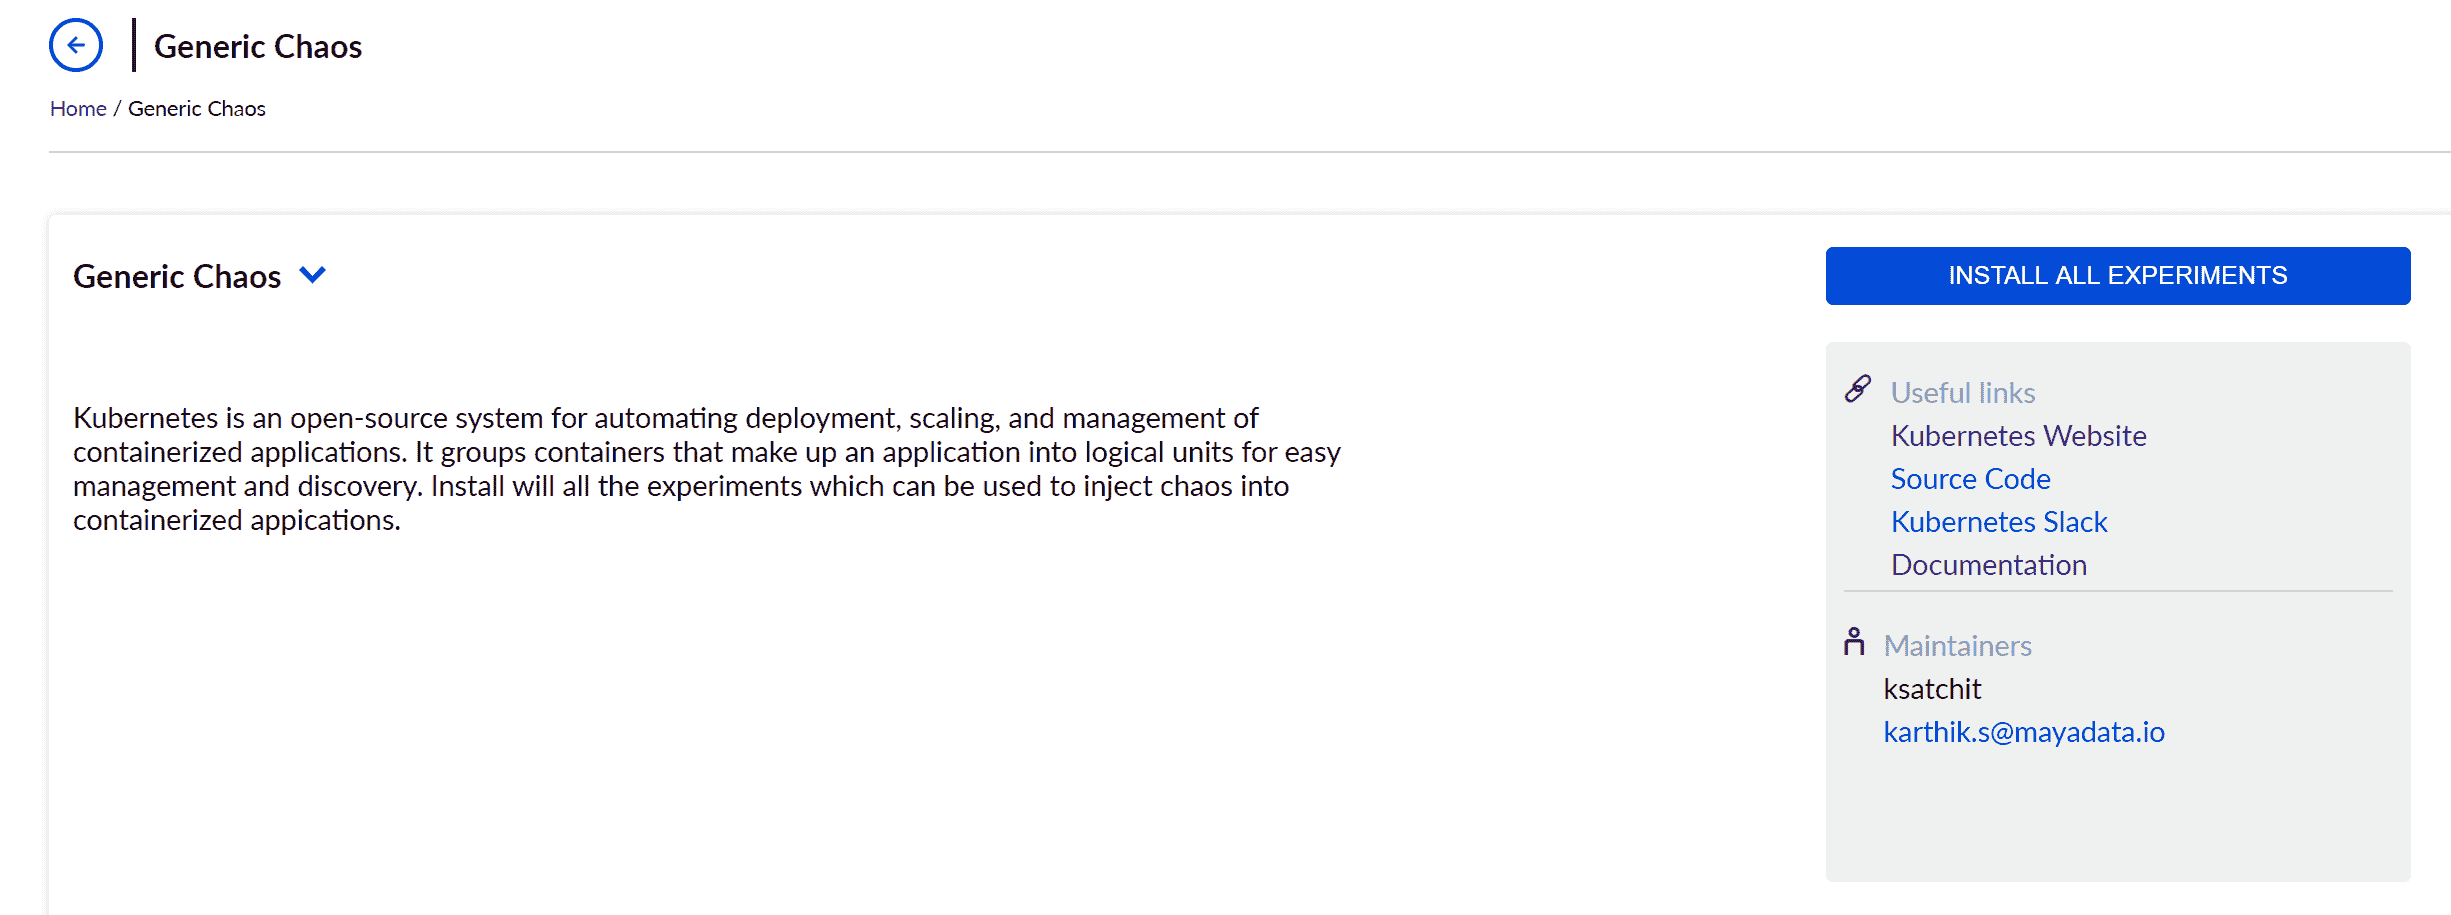 Generic Chaos
Home / Generic Chaos
Generic Chaos
Kubernetes is an open-source system for automating deployment, scaling, and management of
containerized applications. It groups containers that make up an application into logical units for easy
management and discovery. Install will all the experiments which can be used to inject chaos into
containerized appications.
INSTALL ALL EXPERIMENTS
Useful links
Kubernetes Website
Source Code
Kubernetes Slack
Documentation
Maintainers
ksatchit
karthik.s@mayadata.io